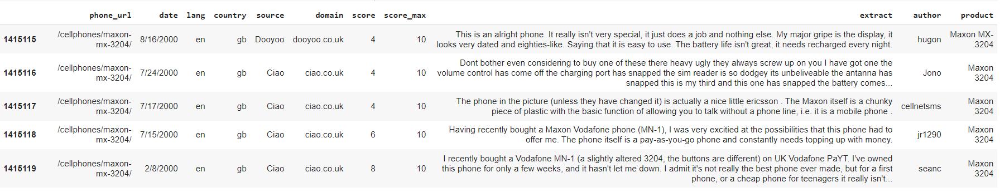 phone_url date lang country source domain score score_max extract author product
/cellphones/maxon- This is an alright phone. It really isn't very special, it just does a job and nothing else. My major gripe is the display, it Maxon MX-
1415115 8/16/2000 en gb Dooyoo dooyoo.co.uk 4 10 hugon
mx-3204/ looks very dated and eighties-like. Saying that it is easy to use. The battery life isn't great, it needs recharged every night. 3204
Dont bother even considering to buy one of these there heavy ugly they always screw up on you I have got one the
/cellphones/maxon- Maxon
1415116 7/24/2000 en gb Ciao ciao.co.uk 4 10 volume control has come off the charging port has snapped the sim reader is so dodgey its unbeliveable the antanna has Jono
mx-3204/ 3204
snapped this is my third and this one has snapped the battery comes...
/cellphones/maxon- The phone in the picture (unless they have changed it) is actually a nice little ericsson . The Maxon itself is a chunky Maxon
1415117 7/17/2000 en gb Ciao ciao.co.uk 4 10 cellnetsms
mx-3204/ piece of plastic with the basic function of allowing you to talk without a phone line, i.e. it is a mobile phone . 3204
/cellphones/maxon- Having recently bought a Maxon Vodafone phone (MN-1), I was very excitied at the possibilities that this phone had to Maxon
1415118 7/15/2000 en gb Ciao ciao.co.uk 6 10 jr1290
mx-3204/ offer me. The phone itself is a pay-as-you-go phone and constantly needs topping up with money. 3204
I recently bought a Vodafone MN-1 (a slightly altered 3204, the buttons are different) on UK Vodafone PaYT. I've owned
/cellphones/maxon- Maxon
1415119 2/8/2000 en gb Ciao ciao.co.uk 8 10 this phone for only a few weeks, and it hasn't let me down. I admit it's not really the best phone ever made, but for a first seanc
mx-3204/ 3204
phone, or a cheap phone for teenagers it really isn't...